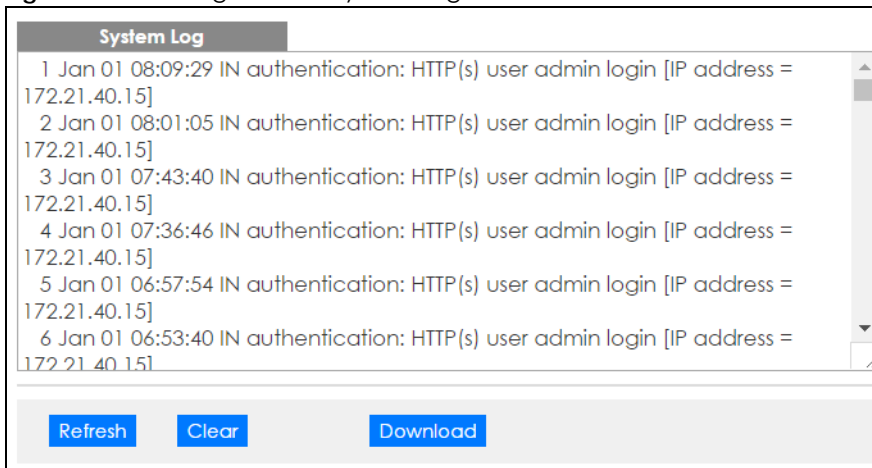 System Log
1 Jan 01 08:09:29 IN authentication: HTTP(s) user admin login [IP address =
172.21.40.15]
2 Jan 01 08:01:05 IN authentication: HTTP(s) user admin login [IP address =
172.21.40.15]
3 Jan 01 07:43:40 IN authentication: HTTP(s) user admin login [IP address =
172.21.40.15]
4 Jan 01 07:36:46 IN authentication: HTTP(s) user admin login [IP address =
172.21.40.15]
5 Jan 01 06:57:54 IN authentication: HTTP(s) user admin login [IP address =
172.21.40.15]
6 Jan 01 06:53:40 IN authentication: HTTP(s) user admin login [IP address =
172.21.40.15]
Refresh Clear Download